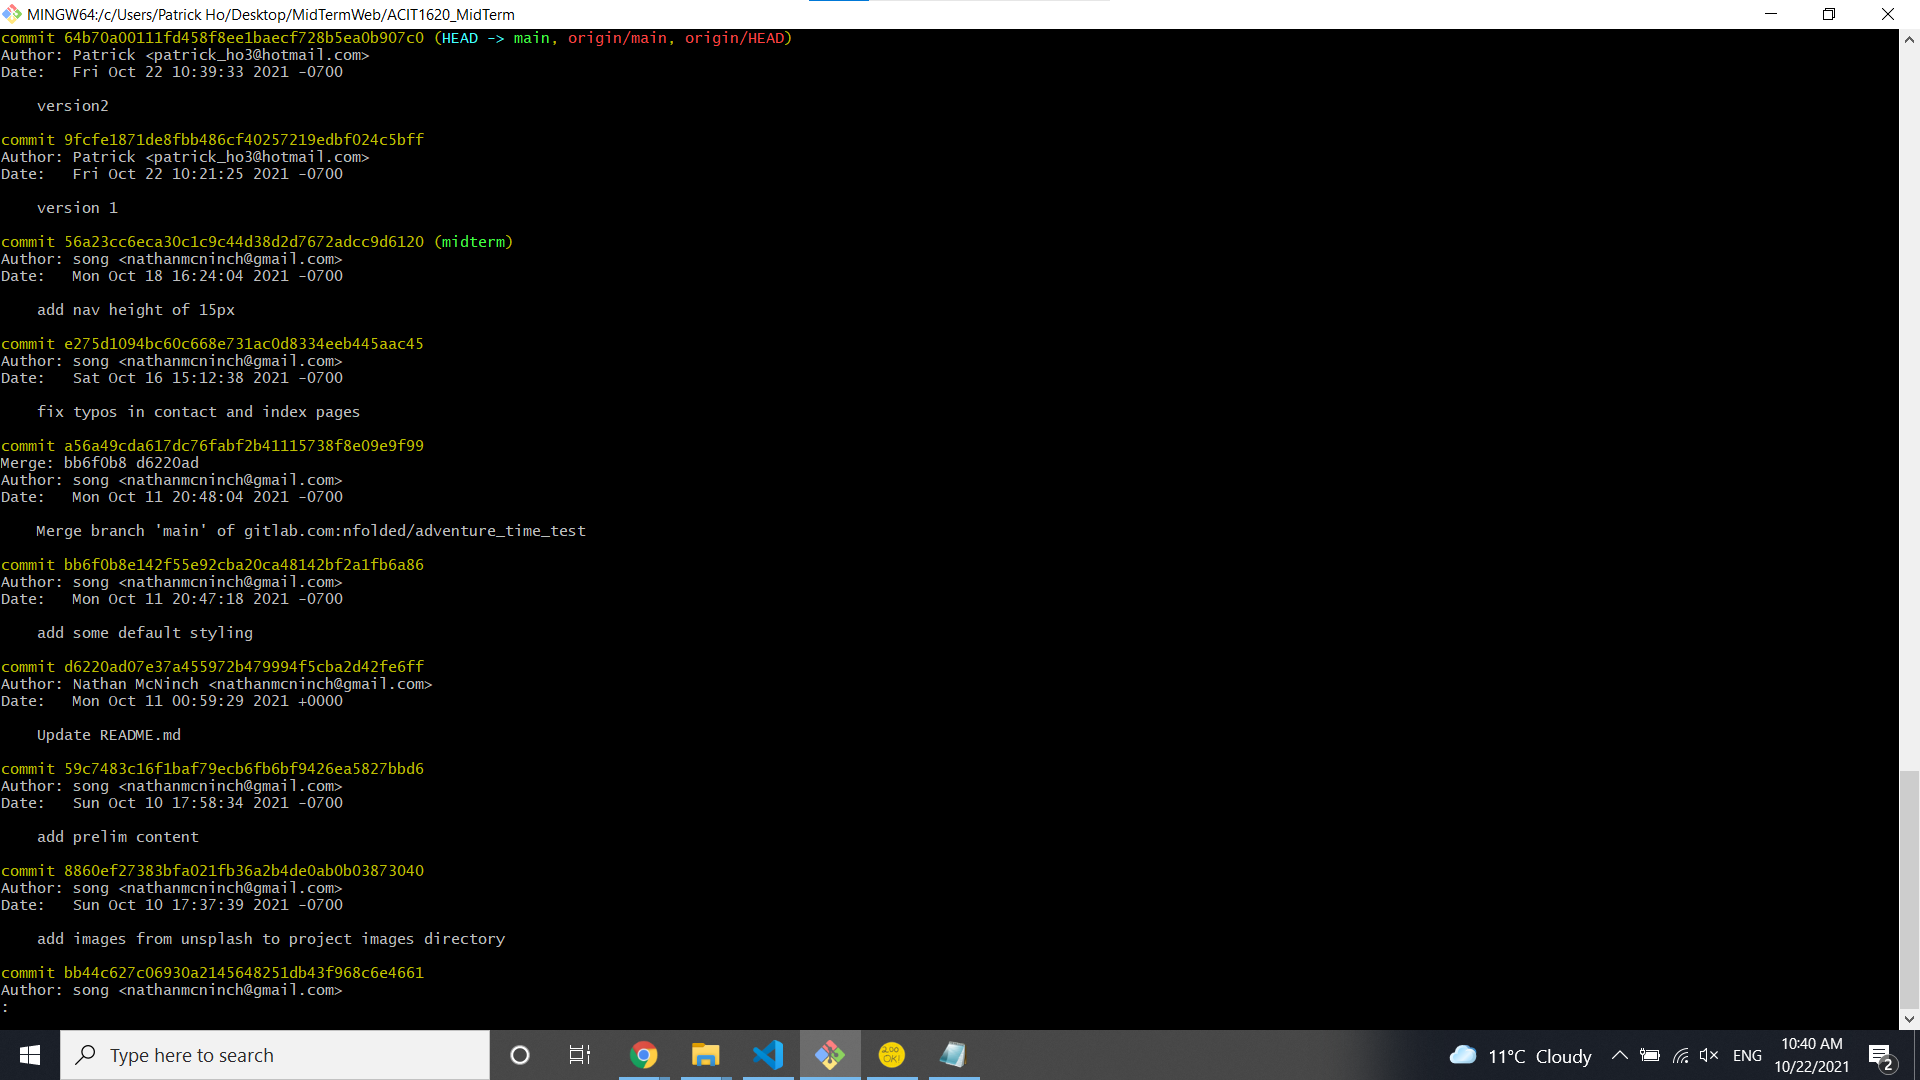 MINGW64:/c/Users/Patrick Ho/Desktop/MidTermWeb/ACIT1620_MidTerm
commit 64b70a00111fd458f8ee1baecf728b5ea0b907c0 (HEAD -> main, origin/main, origin/HEAD)
Author: Patrick <patrick_ho3@hotmail.com>
Date:   Fri Oct 22 10:39:33 2021 -0700
    version2
commit 9fcfe1871de8fbb486cf40257219edbf024c5bff
Author: Patrick <patrick_ho3@hotmail.com>
Date:   Fri Oct 22 10:21:25 2021 -0700
    version 1
commit 56a23cc6eca30c1c9c44d38d2d7672adcc9d6120 (midterm)
Author: song <nathanmcninch@gmail.com>
Date:   Mon Oct 18 16:24:04 2021 -0700
    add nav height of 15px
commit e275d1094bc60c668e731ac0d8334eeb445aac45
Author: song <nathanmcninch@gmail.com>
Date:   Sat Oct 16 15:12:38 2021 -0700
    fix typos in contact and index pages
commit a56a49cda617dc76fabf2b41115738f8e09e9f99
Merge: bb6f0b8 d6220ad
Author: song <nathanmcninch@gmail.com>
Date:   Mon Oct 11 20:48:04 2021 -0700
    Merge branch 'main' of gitlab.com:nfolded/adventure_time_test
commit bb6f0b8e142f55e92cba20ca48142bf2a1fb6a86
Author: song <nathanmcninch@gmail.com>
Date:   Mon Oct 11 20:47:18 2021 -0700
    add some default styling
commit d6220ad07e37a455972b479994f5cba2d42fe6ff
Author: Nathan McNinch <nathanmcninch@gmail.com>
Date:   Mon Oct 11 00:59:29 2021 +0000
    Update README.md
commit 59c7483c16f1baf79ecb6fb6bf9426ea5827bbd6
Author: song <nathanmcninch@gmail.com>
Date:   Sun Oct 10 17:58:34 2021 -0700
    add prelim content
commit 8860ef27383bfa021fb36a2b4de0ab0b03873040
Author: song <nathanmcninch@gmail.com>
Date:   Sun Oct 10 17:37:39 2021 -0700
    add images from unsplash to project images directory
commit bb44c627c06930a2145648251db43f968c6e4661
Author: song <nathanmcninch@gmail.com>
:
Type here to search
200 OK!
11°C Cloudy
ENG
10:40 AM
10/22/2021
2